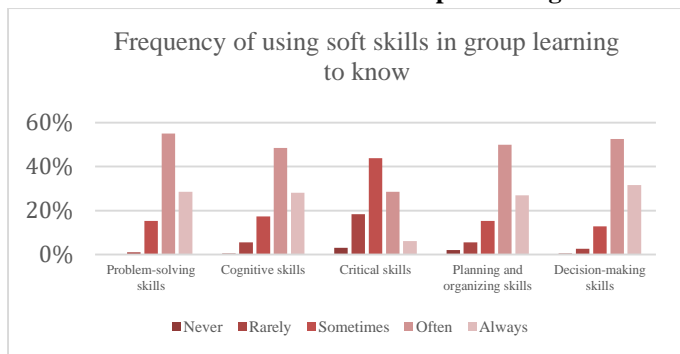 Frequency of using soft skills in group learning
to know
60%
40%
20%
0%
Problem-solving
skills
Cognitive skills
Critical skills
Planning and
organizing skills
Decision-making
skills
Never Rarely Sometimes Often Always